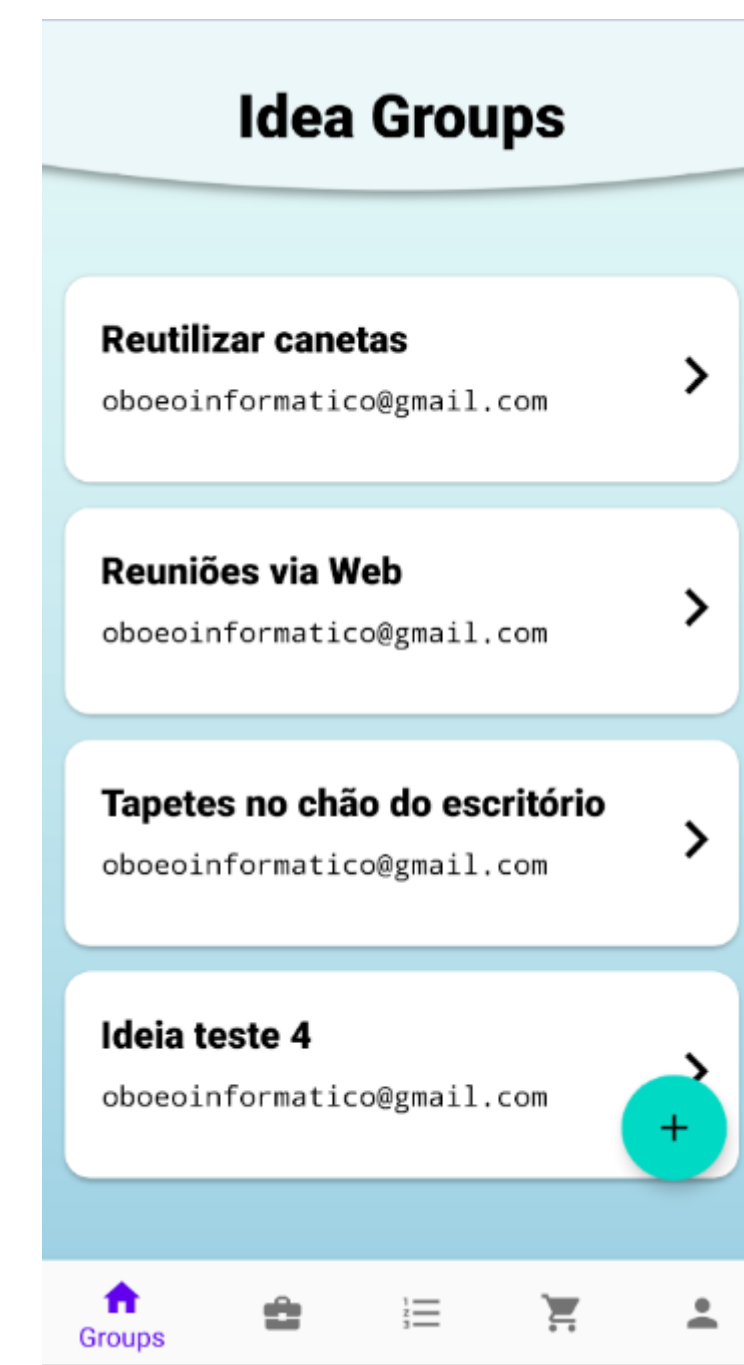 Idea Groups
Reutilizar canetas
oboeoinformatico@gmail.com
Reuniões via Web
oboeoinformatico@gmail.com
Tapetes no chão do escritório
oboeoinformatico@gmail.com
Ideia teste 4
oboeoinformatico@gmail.com
+
Groups